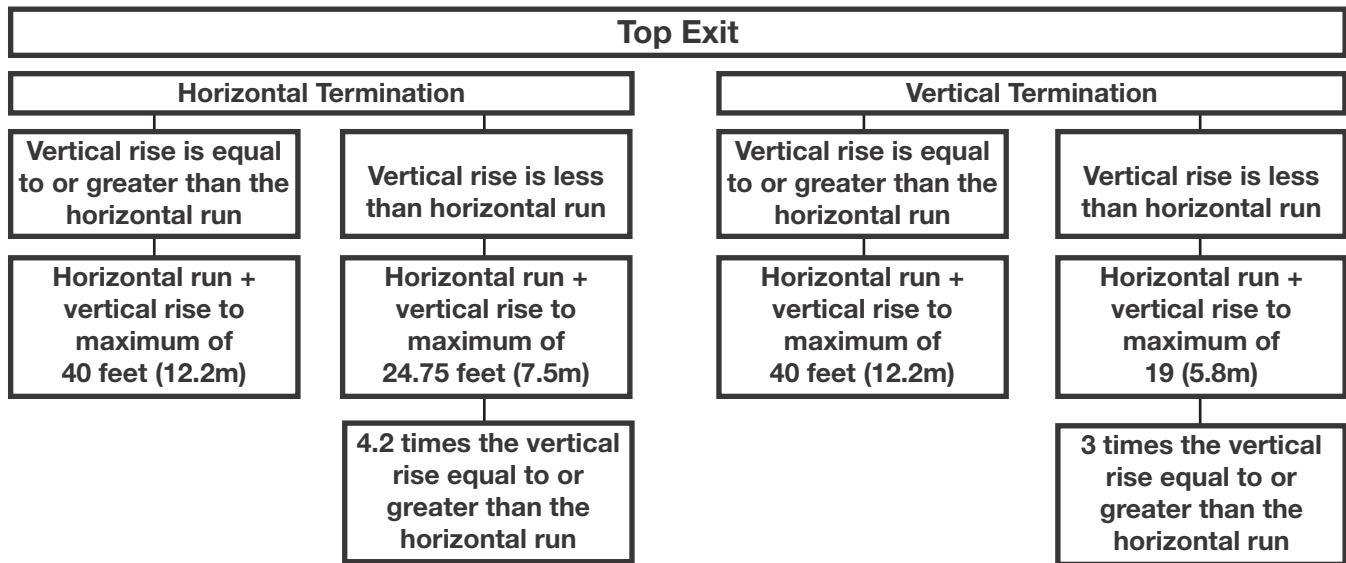 Top Exit
Horizontal Termination
Vertical Termination
Vertical rise is equal
to or greater than the
horizontal run
Vertical rise is less
than horizontal run
Vertical rise is equal
to or greater than the
horizontal run
Vertical rise is less
than horizontal run
Horizontal run +
vertical rise to
maximum of
40 feet (12.2m)
Horizontal run +
vertical rise to
maximum of
24.75 feet (7.5m)
Horizontal run +
vertical rise to
maximum of
40 feet (12.2m)
Horizontal run +
vertical rise to
maximum of
19 (5.8m)
4.2 times the vertical
rise equal to or
greater than the
horizontal run
3 times the vertical
rise equal to or
greater than the
horizontal run